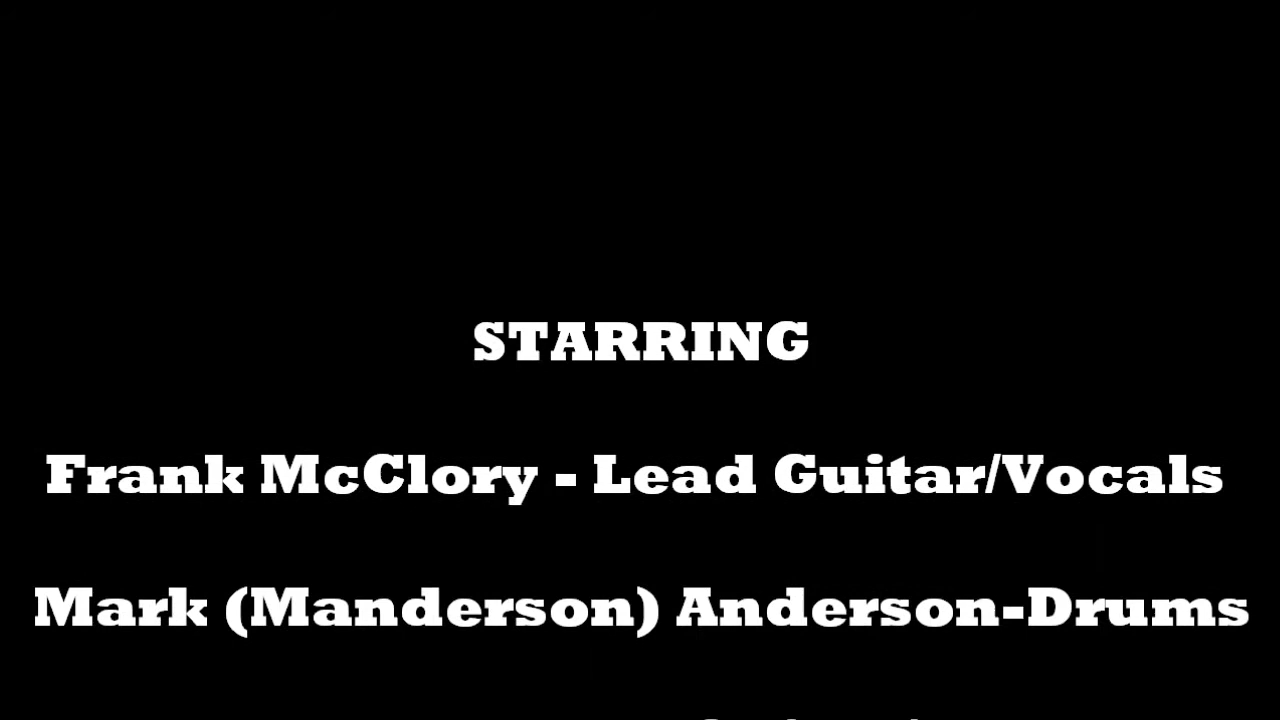 STARRING
Frank McClory - Lead Guitar/Vocals
Mark (Manderson) Anderson-Drums